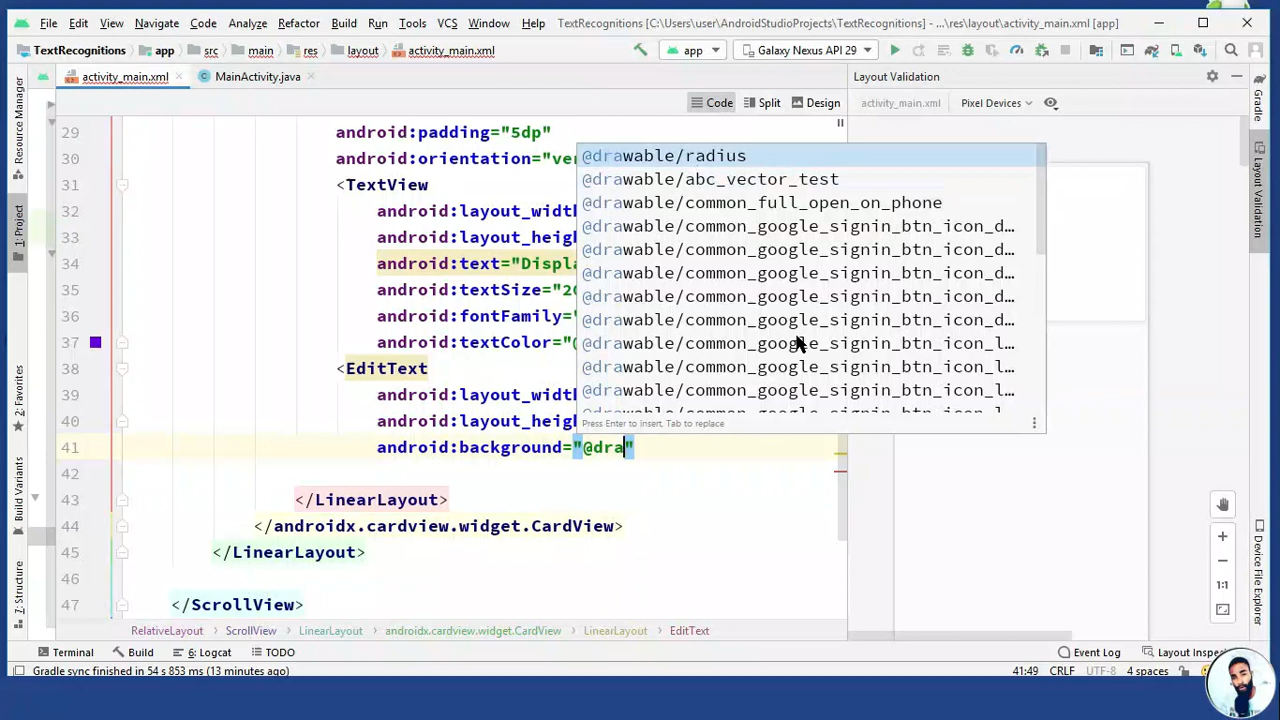 File Edit View Navigate Code Analyze Refactor Build Run Tools VCS Window Help TextRecognitions [C:\Users\user\AndroidStudioProjects\TextRecognitions] - ...\res\layout\activity_main.xml [app]
TextRecognitions app src main res layout activity_main.xml app Galaxy Nexus API 29
activity_main.xml MainActivity.java Layout Validation
Code Split Design activity_main.xml Pixel Devices
29 android:padding="5dp"
30 android:orientation="ver
31 <TextView
32 android:layout_width
33 android:layout_heigh
34 android:text="Displa
35 android:textSize="20
36 android:fontFamily="
37 android:textColor="
38 <EditText
39 android:layout_width
40 android:layout_heigh
41 android:background="@dra"
42
43 </LinearLayout>
44 </androidx.cardview.widget.CardView>
45 </LinearLayout>
46
47 </ScrollView>
@drawable/radius
@drawable/abc_vector_test
@drawable/common_full_open_on_phone
@drawable/common_google_signin_btn_icon_d...
@drawable/common_google_signin_btn_icon_d...
@drawable/common_google_signin_btn_icon_d...
@drawable/common_google_signin_btn_icon_d...
@drawable/common_google_signin_btn_icon_d...
@drawable/common_google_signin_btn_icon_l...
@drawable/common_google_signin_btn_icon_l...
@drawable/common_google_signin_btn_icon_l...
Press Enter to insert, Tab to replace
RelativeLayout ScrollView LinearLayout androidx.cardview.widget.CardView LinearLayout EditText
Terminal Build 6: Logcat TODO Event Log Layout Inspec
Gradle sync finished in 54 s 853 ms (13 minutes ago) 41:49 CRLF UTF-8 4 spaces
Resource Manager
1: Project
2: Favorites
Build Variants
7: Structure
Gradle
Layout Validation
Device File Explorer
1:1